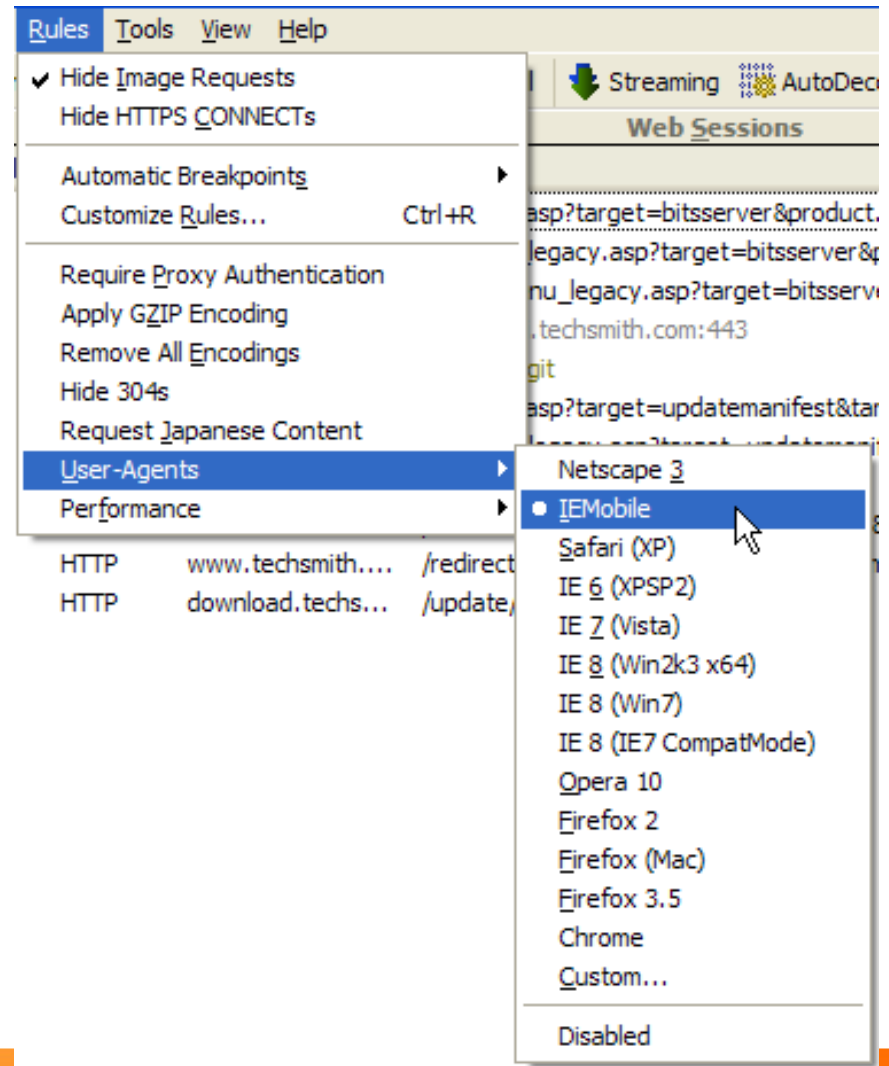 Rules Tools View Help
Hide Image Requests
Hide HTTPS CONNECTs
Automatic Breakpoints
Customize Rules... Ctrl+R
Require Proxy Authentication
Apply GZIP Encoding
Remove All Encodings
Hide 304s
Request Japanese Content
User-Agents
Performance
Streaming AutoDeco
Web Sessions
asp?target=bitsserver&product.
legacy.asp?target=bitsserver&p
nu_legacy.asp?target=bitsserve
.techsmith.com:443
git
asp?target=updatemanifest&tar
HTTP www.techsmith.... /redirect
HTTP download.techs... /update/
Netscape 3
IEMobile
Safari (XP)
IE 6 (XPSP2)
IE 7 (Vista)
IE 8 (Win2k3 x64)
IE 8 (Win7)
IE 8 (IE7 CompatMode)
Opera 10
Firefox 2
Firefox (Mac)
Firefox 3.5
Chrome
Custom...
Disabled